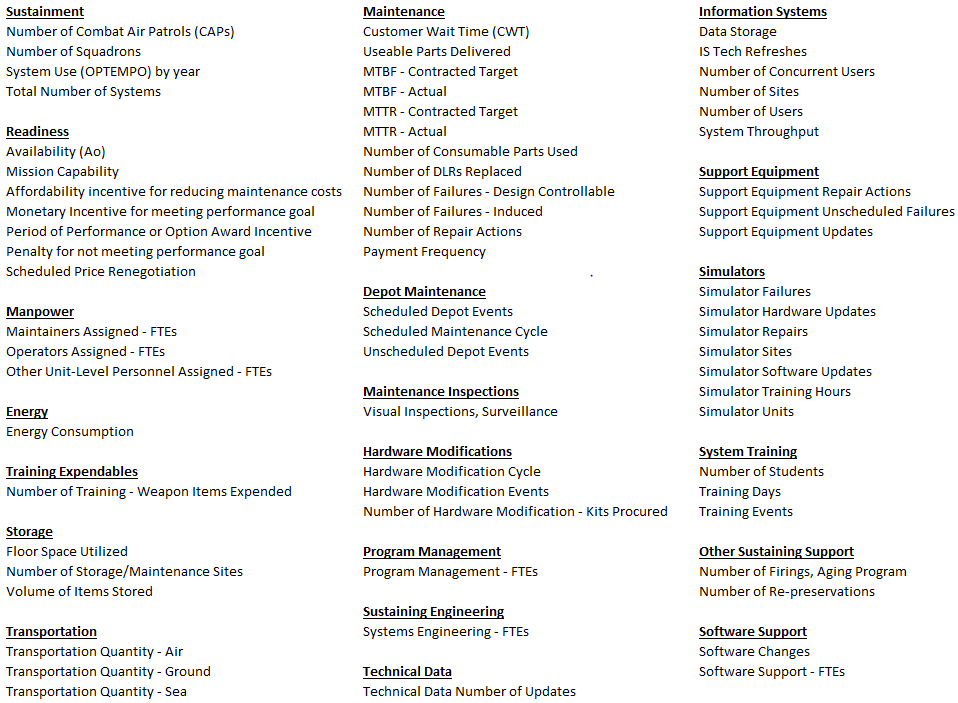 Sustainment
Number of Combat Air Patrols (CAPs)
Number of Squadrons
System Use (OPTEMPO) by year
Total Number of Systems
Readiness
Availability (Ao)
Mission Capability
Affordability incentive for reducing maintenance costs
Monetary Incentive for meeting performance goal
Period of Performance or Option Award Incentive
Penalty for not meeting performance goal
Scheduled Price Renegotiation
Manpower
Maintainers Assigned - FTEs
Operators Assigned - FTEs
Other Unit-Level Personnel Assigned - FTEs
Energy
Energy Consumption
Training Expendables
Number of Training - Weapon Items Expended
Storage
Floor Space Utilized
Number of Storage/Maintenance Sites
Volume of Items Stored
Transportation
Transportation Quantity - Air
Transportation Quantity - Ground
Transportation Quantity - Sea
Maintenance
Customer Wait Time (CWT)
Useable Parts Delivered
MTBF - Contracted Target
MTBF - Actual
MTTR - Contracted Target
MTTR - Actual
Number of Consumable Parts Used
Number of DLRs Replaced
Number of Failures - Design Controllable
Number of Failures - Induced
Number of Repair Actions
Payment Frequency
Depot Maintenance
Scheduled Depot Events
Scheduled Maintenance Cycle
Unscheduled Depot Events
Maintenance Inspections
Visual Inspections, Surveillance
Hardware Modifications
Hardware Modification Cycle
Hardware Modification Events
Number of Hardware Modification - Kits Procured
Program Management
Program Management - FTEs
Sustaining Engineering
Systems Engineering - FTEs
Technical Data
Technical Data Number of Updates
Information Systems
Data Storage
IS Tech Refreshes
Number of Concurrent Users
Number of Sites
Number of Users
System Throughput
Support Equipment
Support Equipment Repair Actions
Support Equipment Unscheduled Failures
Support Equipment Updates
Simulators
Simulator Failures
Simulator Hardware Updates
Simulator Repairs
Simulator Sites
Simulator Software Updates
Simulator Training Hours
Simulator Units
System Training
Number of Students
Training Days
Training Events
Other Sustaining Support
Number of Firings, Aging Program
Number of Re-preservations
Software Support
Software Changes
Software Support - FTEs